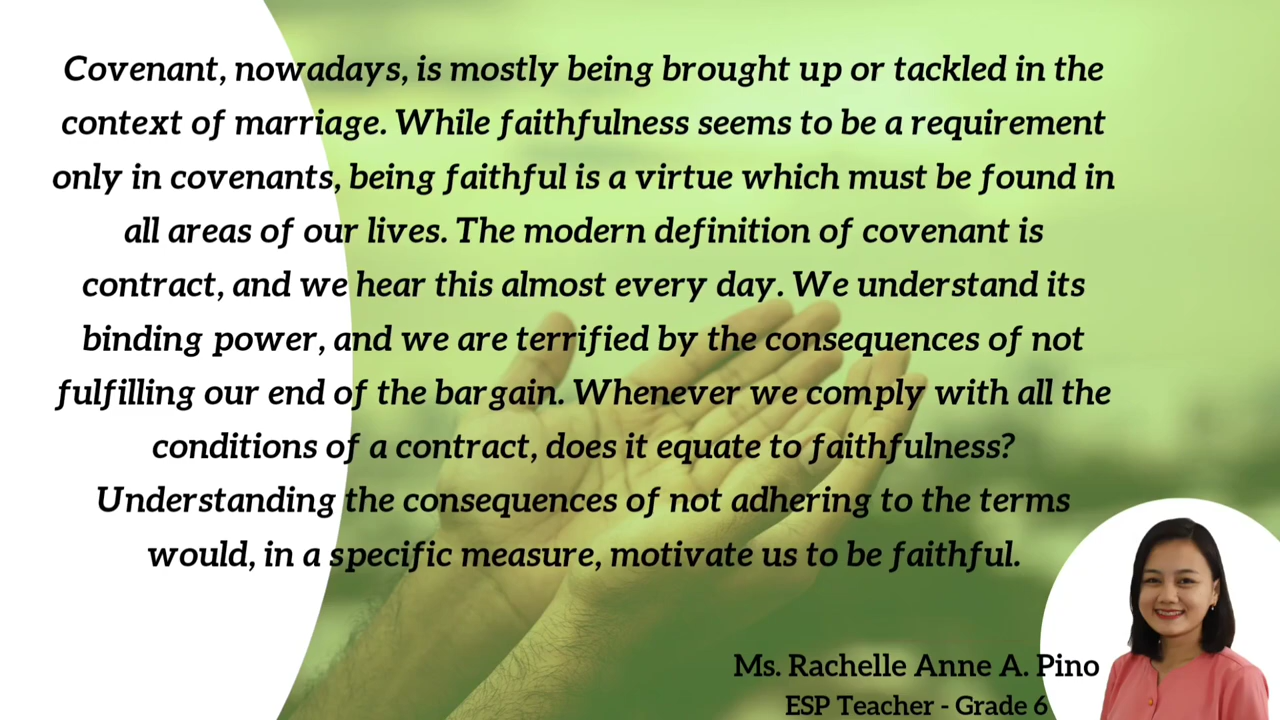 Covenant, nowadays, is mostly being brought up or tackled in the
context of marriage. While faithfulness seems to be a requirement
only in covenants, being faithful is a virtue which must be found in
all areas of our lives. The modern definition of covenant is
contract, and we hear this almost every day. We understand its
binding power, and we are terrified by the consequences of not
fulfilling our end of the bargain. Whenever we comply with all the
conditions of a contract, does it equate to faithfulness?
Understanding the consequences of not adhering to the terms
would, in a specific measure, motivate us to be faithful.
Ms. Rachelle Anne A. Pino
ESP Teacher - Grade 6